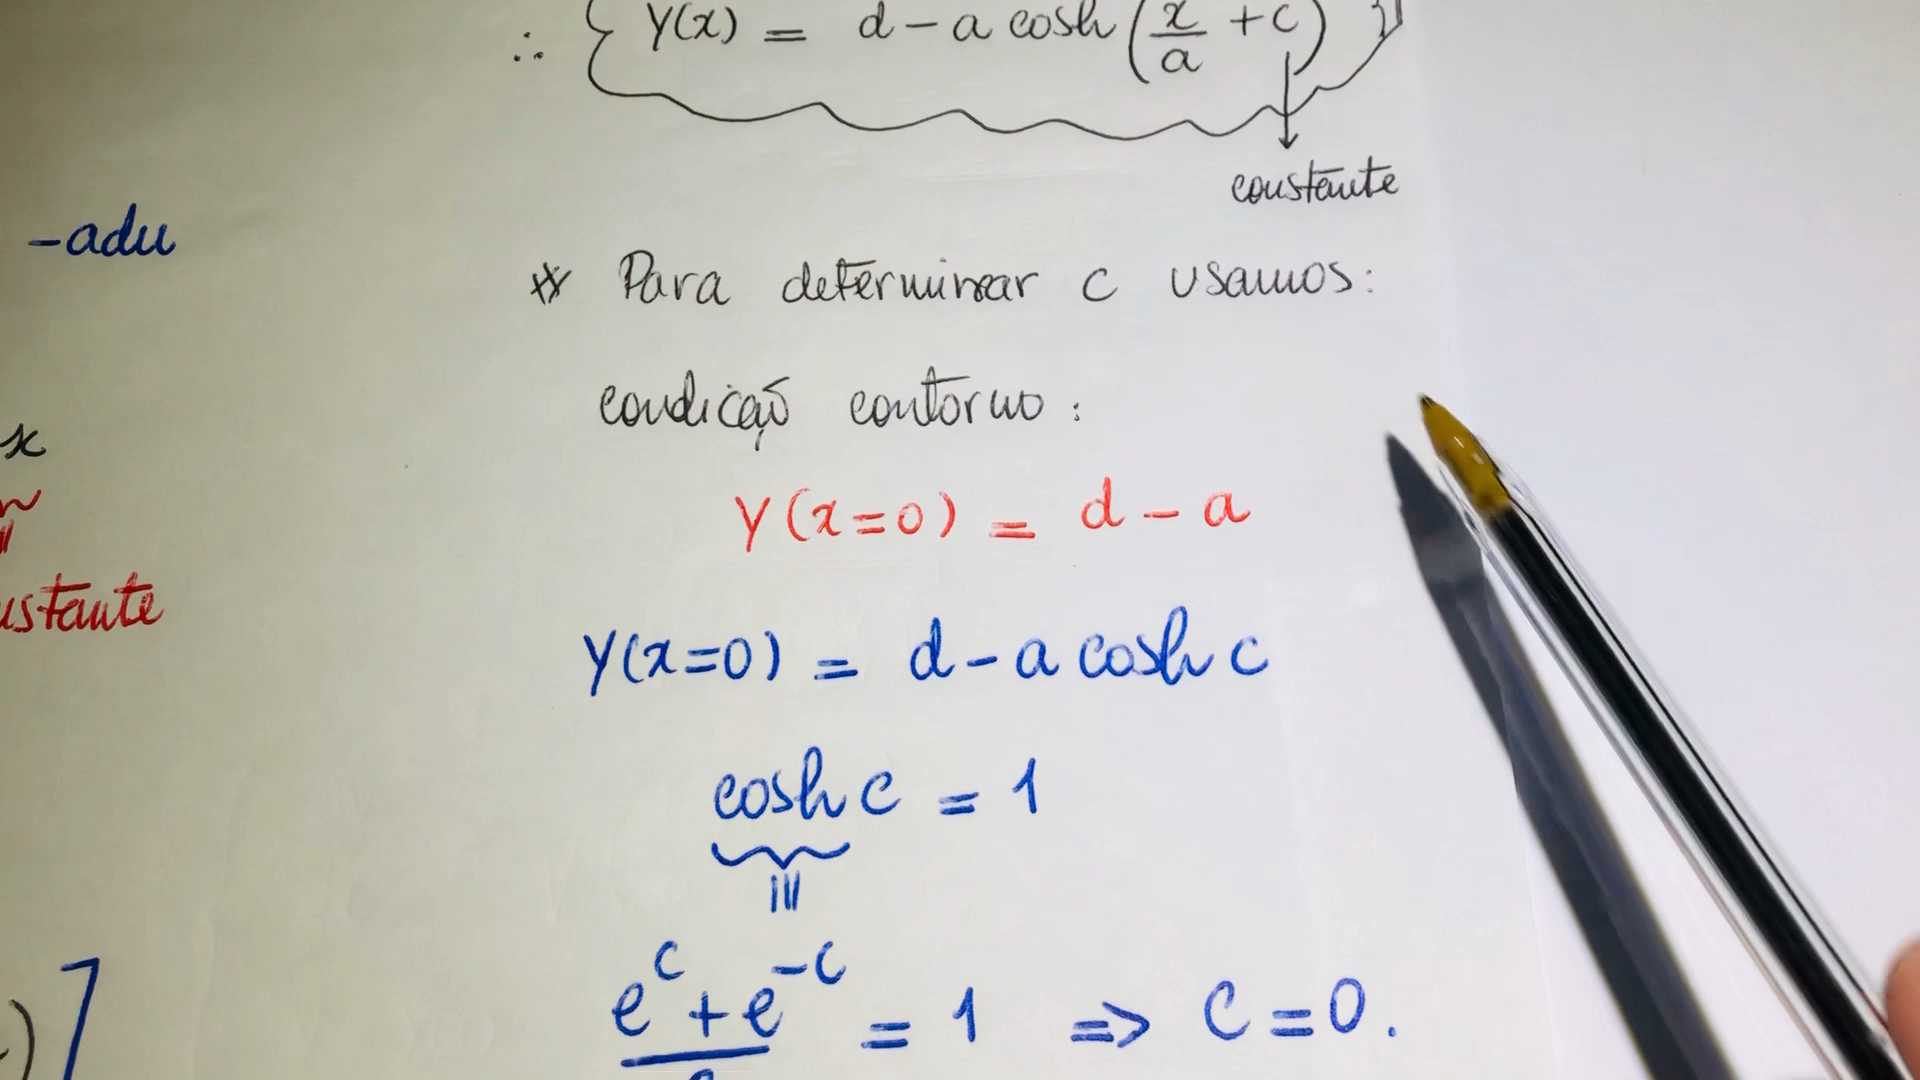 ∴ { y(x) = d - a cosh (x/a + c) }
constante
-adu
* Para determinar c usamos:
condição contorno:
x
y(x=0) = d - a
ustante
y(x=0) = d - a cosh c
cosh c = 1
e^c + e^-c = 1 => c = 0.
)]